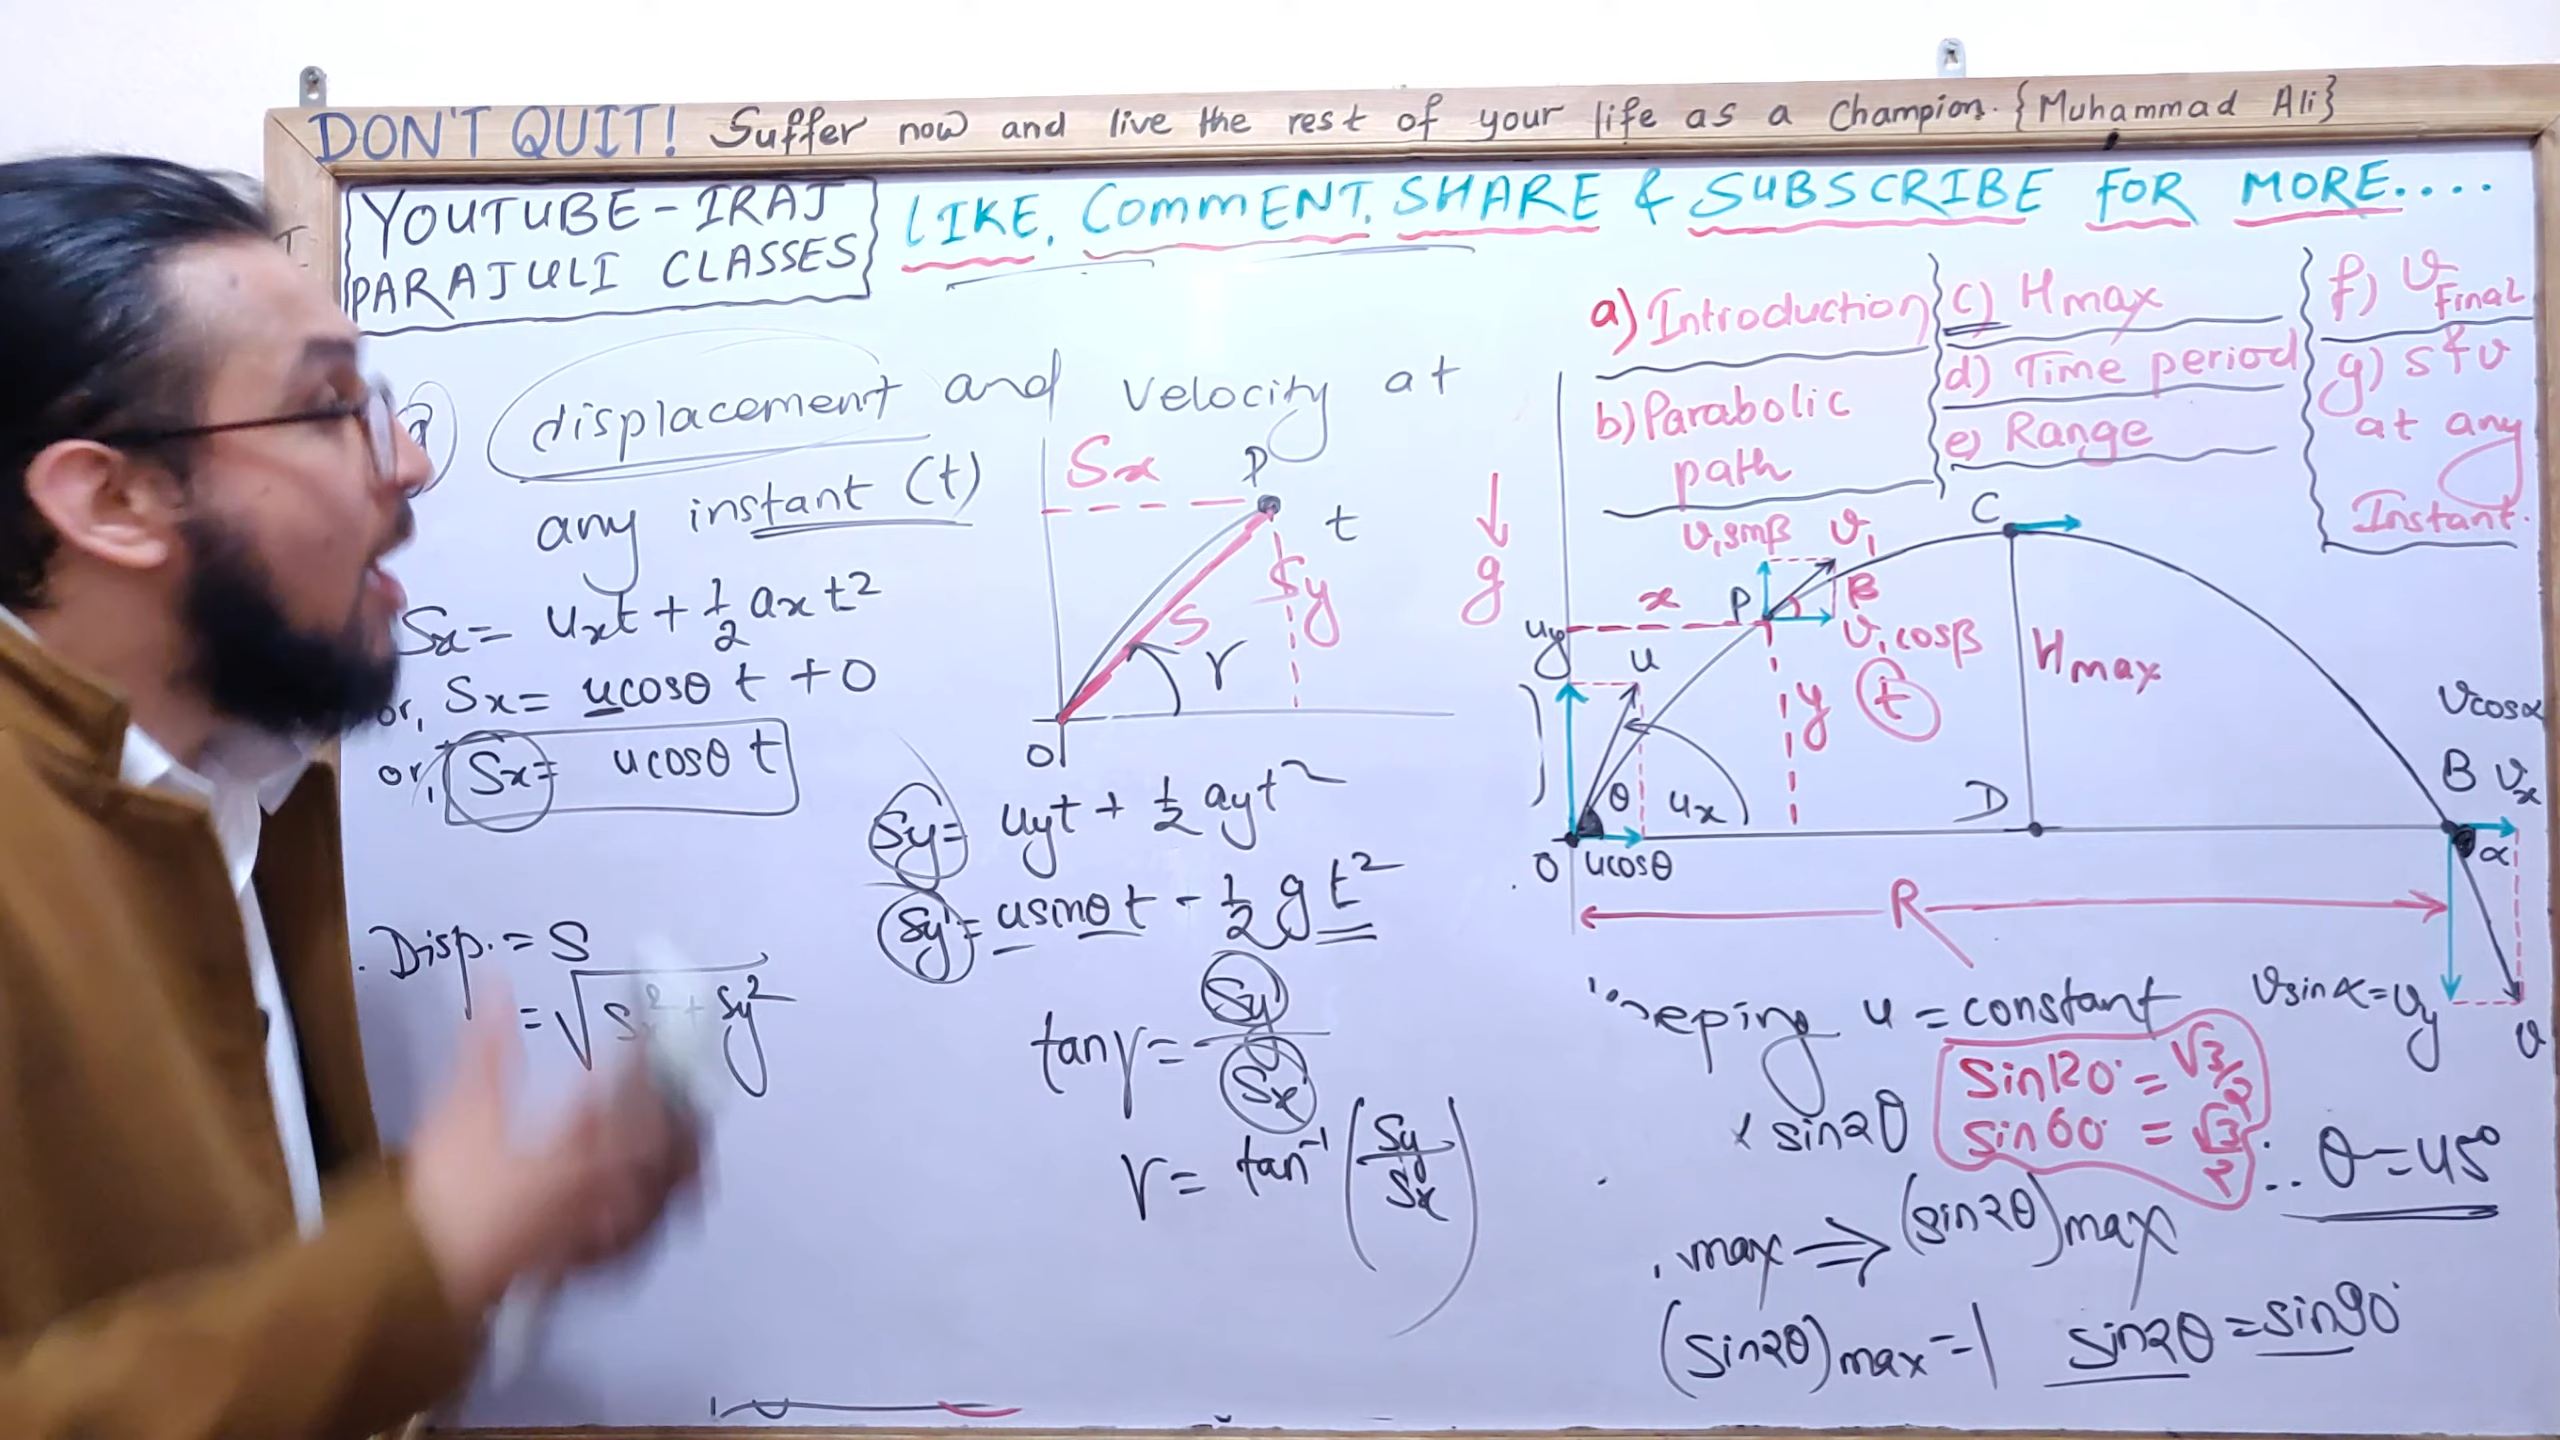 DON'T QUIT! Suffer now and live the rest of your life as a Champion. {Muhammad Ali}
YOUTUBE-IRAJ
PARAJULI CLASSES
LIKE, COMMENT, SHARE & SUBSCRIBE FOR MORE....
a) Introduction
b) Parabolic
path
c) Hmax
d) Time period
e) Range
f) v Final
g) s & v
at any
Instant.
displacement and velocity at
any instant (t)
Sx = uxt + 1/2 axt²
or, Sx = ucosθ t + 0
or, Sx = ucosθ t
Disp. = S
= √Sx² + Sy²
Sx
P
t
Sy
S
γ
O
g
Sy = uyt + 1/2 ayt²
Sy = usinθ t - 1/2 g t²
tanγ = Sy/Sx
γ = tan⁻¹ (Sy/Sx)
C
v₁sinβ
v₁
P
β
v₁cosβ
x
uy
u
y
t
Hmax
θ
ux
D
vcosα
B vx
α
O
ucosθ
R
vsinα = vy
v
eeping u = constant
sin2θ
Sin120° = √3/2
Sin60° = √3/2
∴ θ = 45°
max ⇒ (sin2θ)max
(sin2θ)max = 1
sin2θ = sin90°